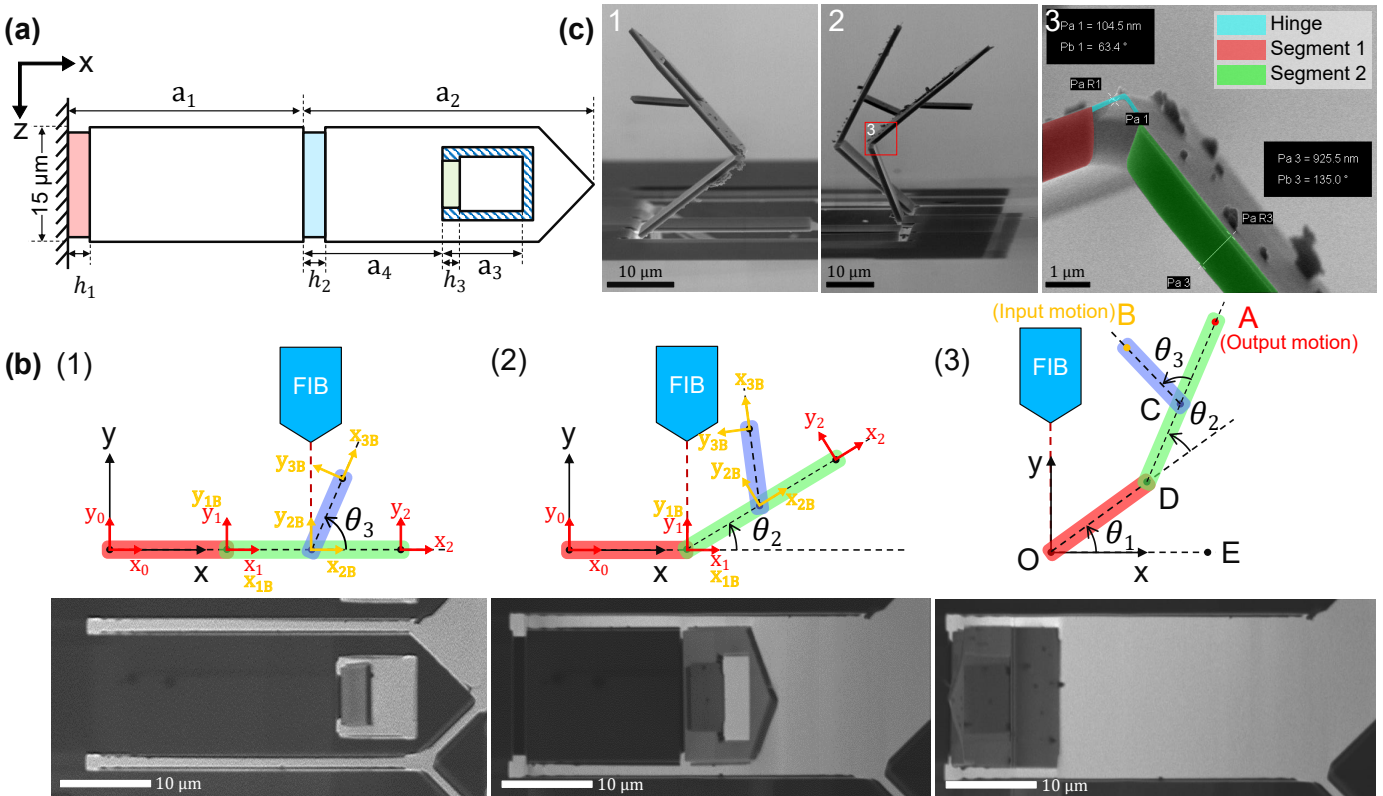 (a)
x
z
a₁
a₂
15 μm
h₁
h₂
a₄
h₃
a₃
(c)
1
10 μm
2
3
10 μm
3
Pa 1 = 104.5 nm
Pb 1 = 63.4 °
Hinge
Segment 1
Segment 2
Pa R1
Pa 1
Pa 3 = 925.5 nm
Pb 3 = 135.0 °
Pa R3
Pa 3
1 μm
(b)
(1)
FIB
y
x₃B
y₃B
y₁B
y₀
y₁
y₂B
θ₃
y₂
x₀
x
x₁
x₁B
x₂B
x₂
10 μm
(2)
FIB
y
x₃B
y₃B
y₂
x₂
y₂B
x₂B
y₁B
y₀
y₁
θ₂
x₀
x
x₁
x₁B
10 μm
(3)
FIB
(Input motion) B
A
(Output motion)
θ₃
C
θ₂
y
D
θ₁
O
x
E
10 μm